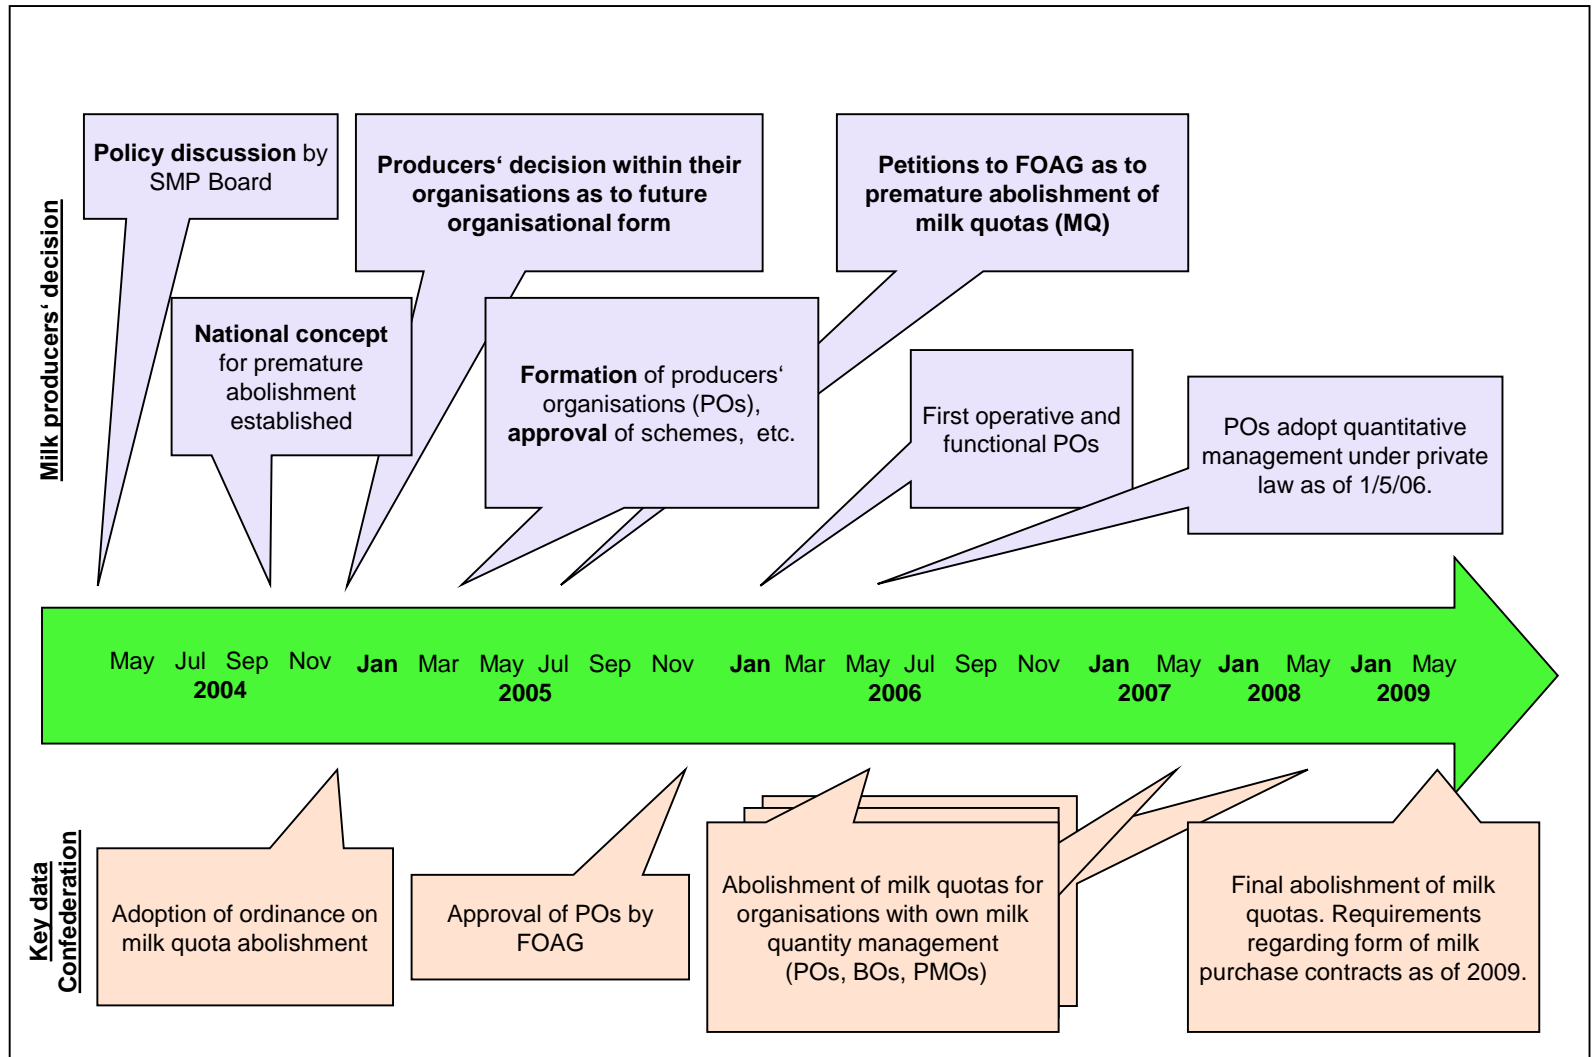 Milk producers‘ decision
Policy discussion by
SMP Board
Producers‘ decision within their
organisations as to future
organisational form
Petitions to FOAG as to
premature abolishment of
milk quotas (MQ)
National concept
for premature
abolishment
established
Formation of producers‘
organisations (POs),
approval of schemes, etc.
First operative and
functional POs
POs adopt quantitative
management under private
law as of 1/5/06.
May Jul Sep Nov Jan Mar May Jul Sep Nov Jan Mar May Jul Sep Nov Jan May Jan May Jan May
2004 2005 2006 2007 2008 2009
Key data
Confederation
Adoption of ordinance on
milk quota abolishment
Approval of POs by
FOAG
Abolishment of milk quotas for
organisations with own milk
quantity management
(POs, BOs, PMOs)
Final abolishment of milk
quotas. Requirements
regarding form of milk
purchase contracts as of 2009.